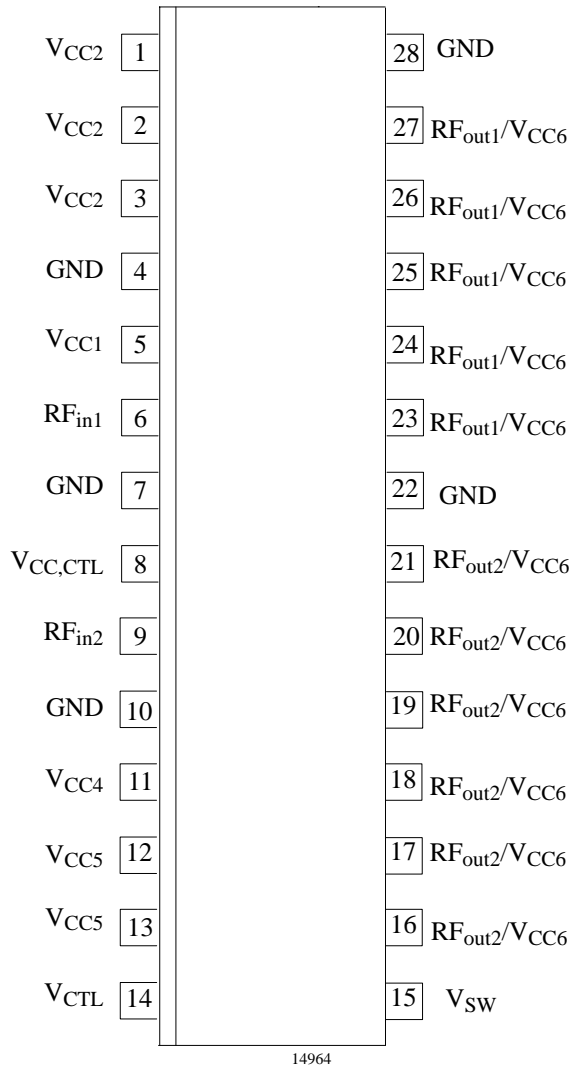 VCC2 1 28 GND
VCC2 2 27 RFout1/VCC6
VCC2 3 26 RFout1/VCC6
GND 4 25 RFout1/VCC6
VCC1 5 24 RFout1/VCC6
RFin1 6 23 RFout1/VCC6
GND 7 22 GND
VCC,CTL 8 21 RFout2/VCC6
RFin2 9 20 RFout2/VCC6
GND 10 19 RFout2/VCC6
VCC4 11 18 RFout2/VCC6
VCC5 12 17 RFout2/VCC6
VCC5 13 16 RFout2/VCC6
VCTL 14 15 VSW
14964